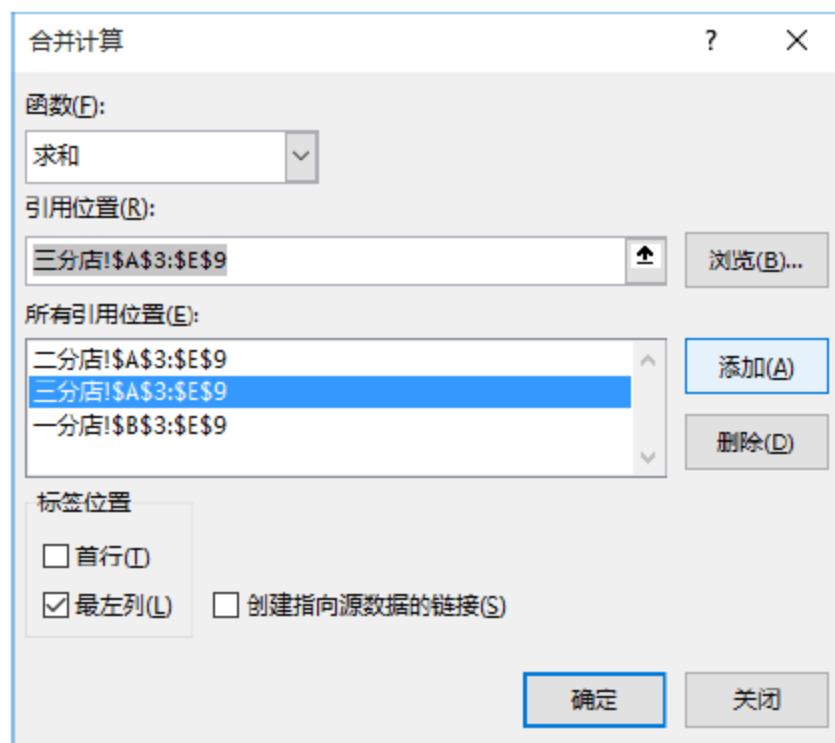 合并计算 ? ×
函数(F):
求和
引用位置(R):
三分店!$A$3:$E$9
浏览(B)...
所有引用位置(E):
二分店!$A$3:$E$9
三分店!$A$3:$E$9
一分店!$B$3:$E$9
添加(A)
删除(D)
标签位置
首行(T)
最左列(L)
创建指向源数据的链接(S)
确定
关闭